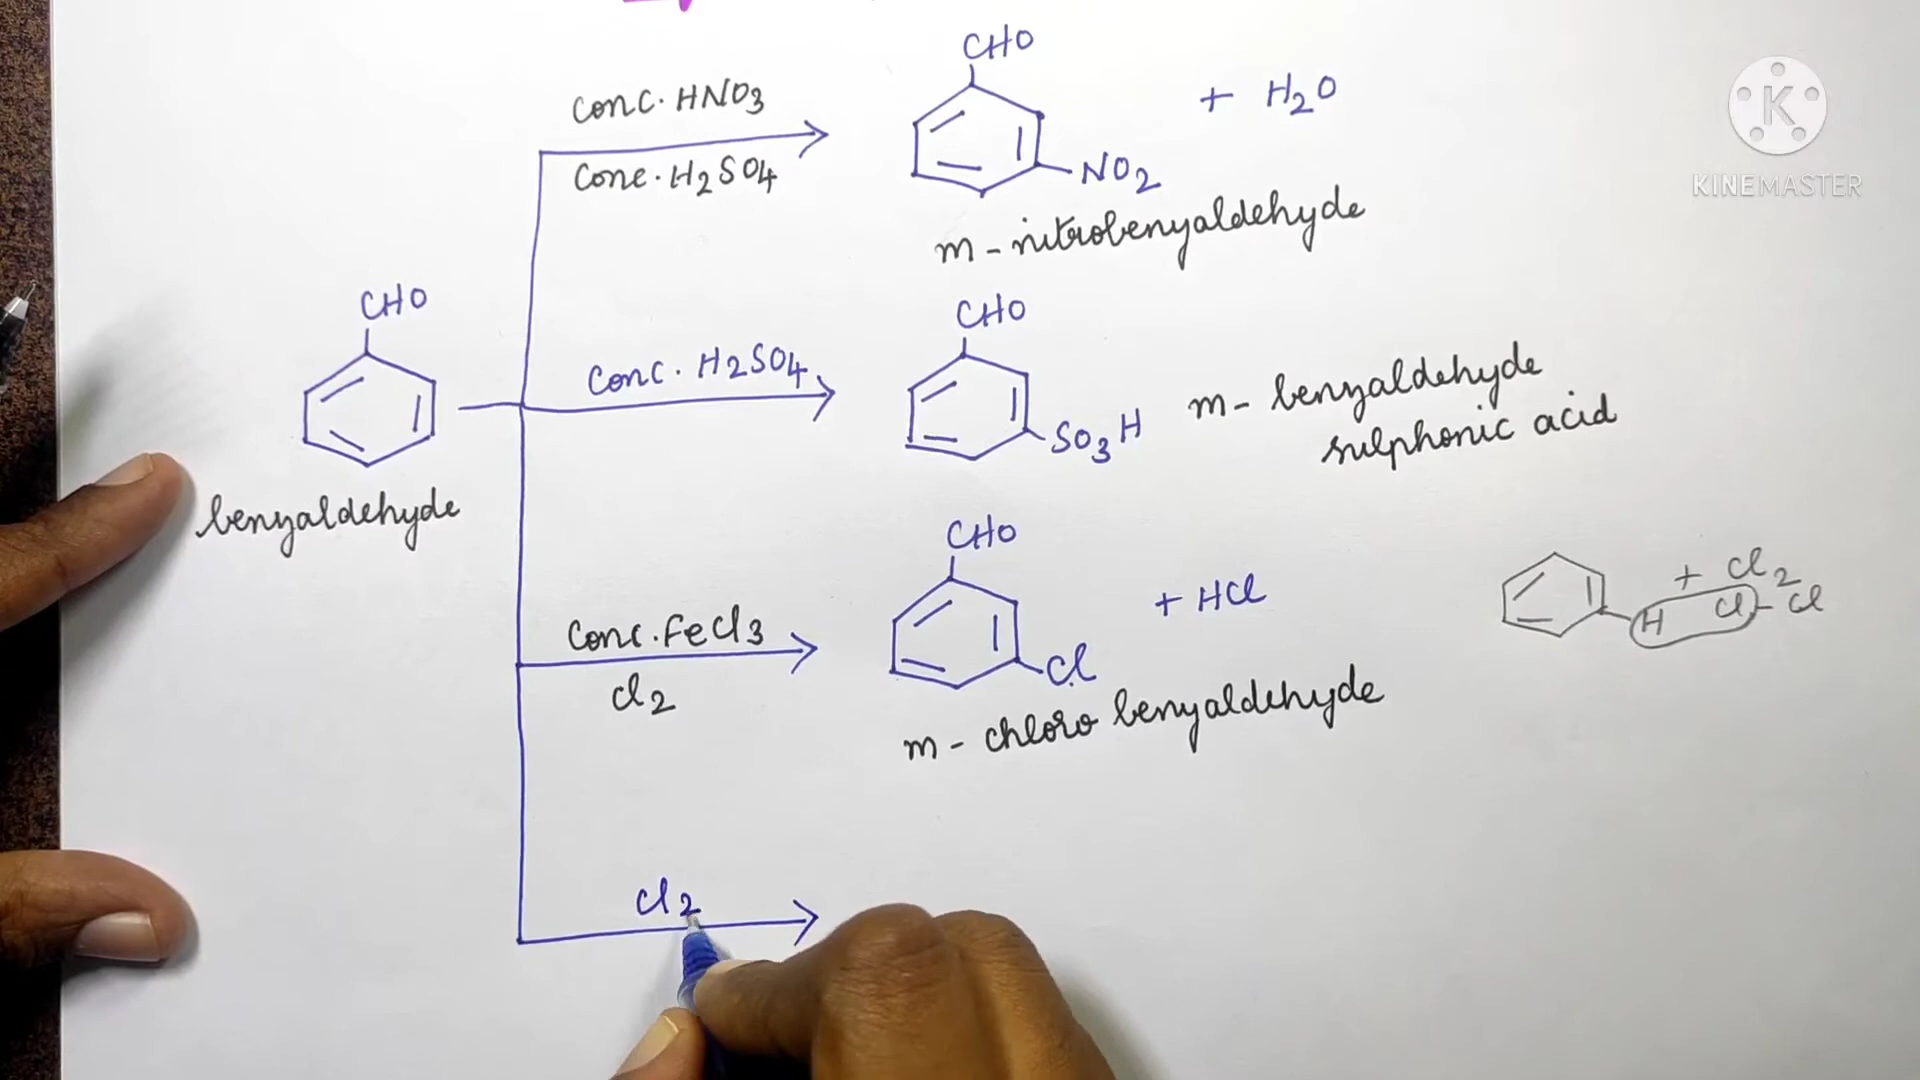 CHO
conc. HNO3
conc. H2SO4
+ H2O
NO2
m - nitrobenzaldehyde
KINEMASTER
CHO
benzaldehyde
conc. H2SO4
CHO
SO3H
m - benzaldehyde
sulphonic acid
conc. FeCl3
Cl2
CHO
Cl
+ HCl
m - chloro benzaldehyde
+ Cl2
H Cl - Cl
Cl2